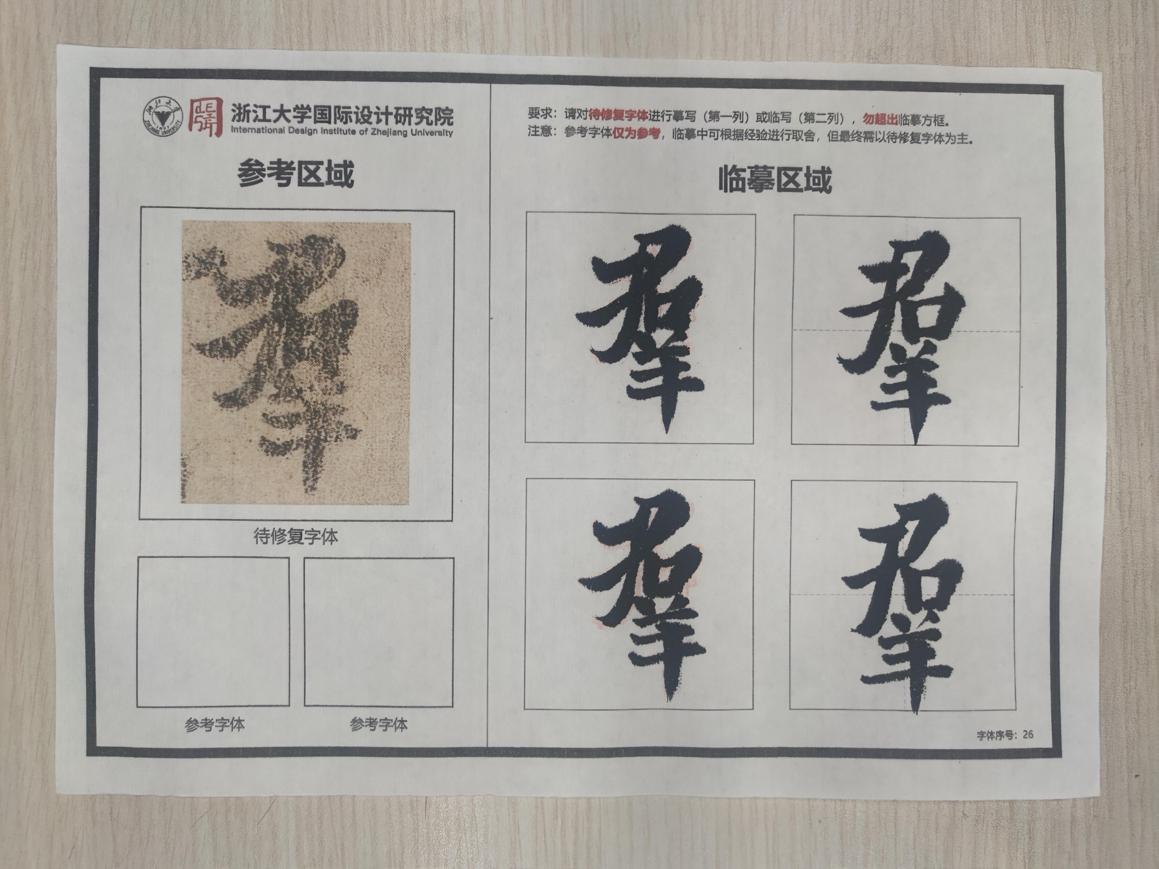 浙江大学国际设计研究院
International Design Institute of Zhejiang University
要求：请对待修复字体进行摹写（第一列）或临写（第二列），勿超出临摹方框。
注意：参考字体仅为参考，临摹中可根据经验进行取舍，但最终需以待修复字体为主。
参考区域
羣
待修复字体
参考字体
参考字体
临摹区域
羣
羣
羣
羣
字体序号：26